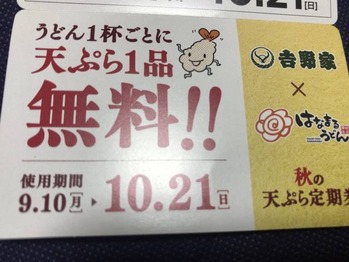 10.21[日]
うどん1杯ごとに
天ぷら1品
無料!!
使用期間
9.10[月]▶10.21[日]
吉野家
×
はなまるうどん
秋の
天ぷら定期券